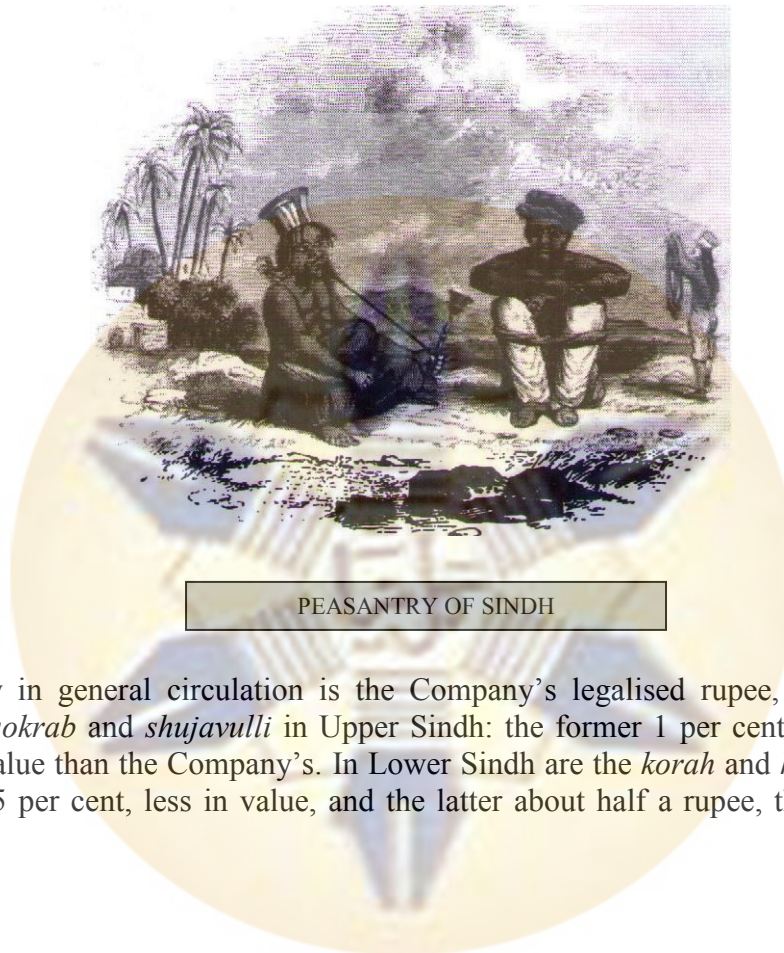 PEASANTRY OF SINDH
in general circulation is the Company's legalised rupee,
and shujavulli in Upper Sindh: the former 1 per cent
than the Company's. In Lower Sindh are the korah and
5 per cent, less in value, and the latter about half a rupee,